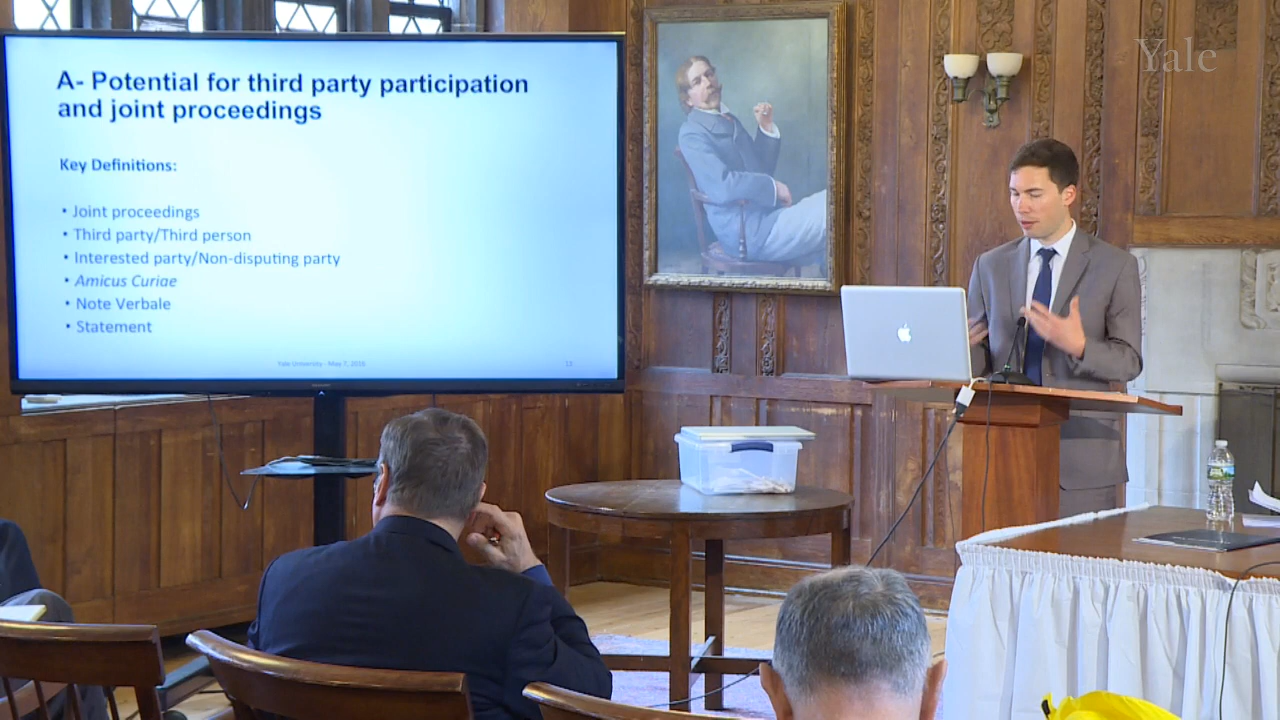 A- Potential for third party participation
and joint proceedings
Key Definitions:
• Joint proceedings
• Third party/Third person
• Interested party/Non-disputing party
• Amicus Curiae
• Note Verbale
• Statement
Yale University - May 7, 2018
13
Yale